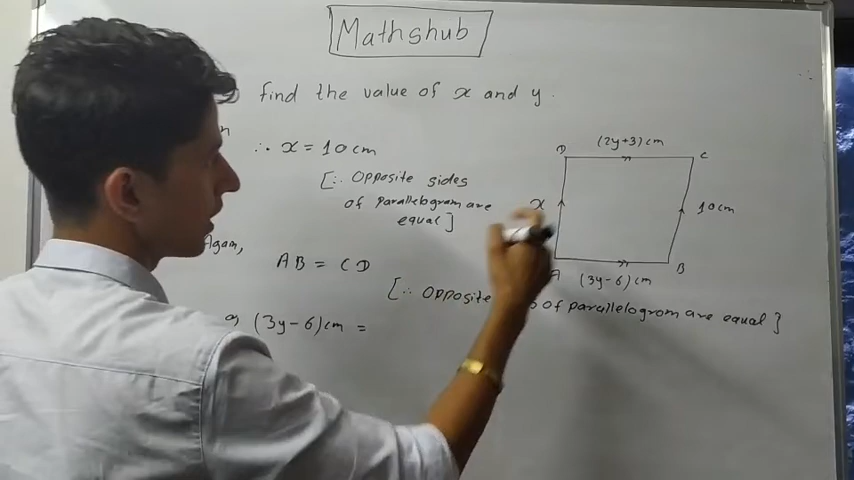 Mathshub
find the value of x and y.
∴ x = 10 cm
[∵ Opposite sides
of parallelogram are
equal]
Again,
AB = CD
[∵ Opposite of parallelogram are equal]
(3y-6)cm =
D
(2y+3)cm
C
x
10cm
A
(3y-6)cm
B